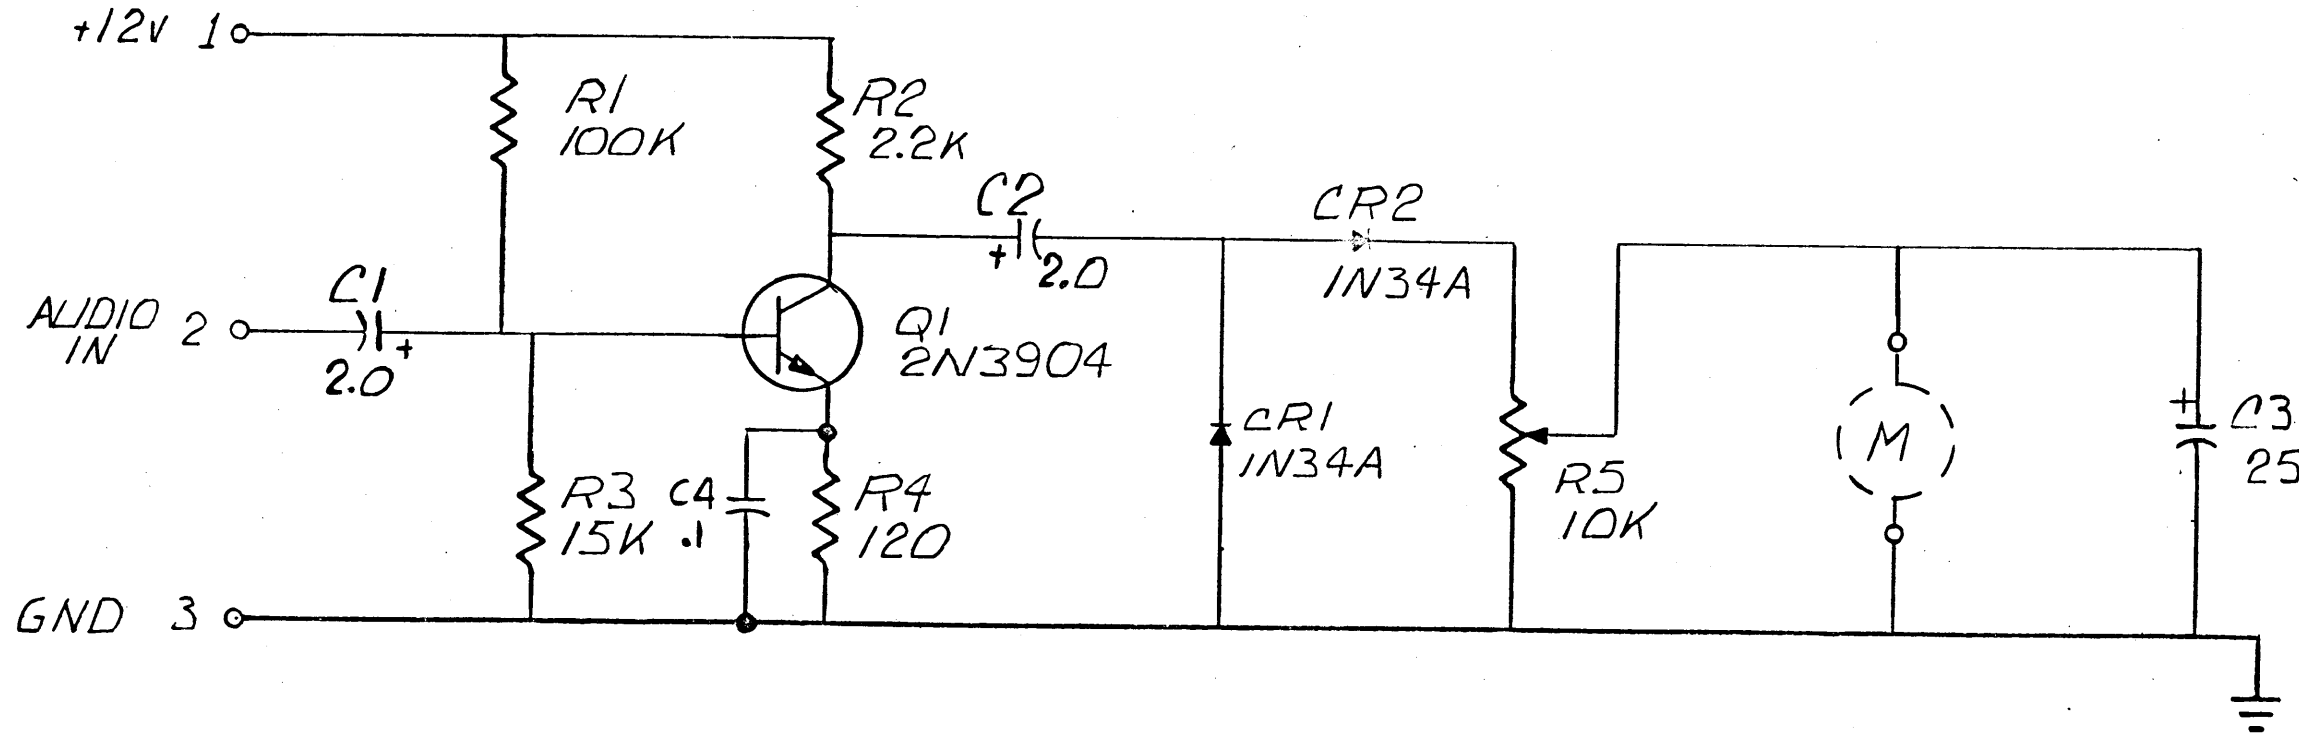 +12V 1
R1
100K
R2
2.2K
C2
+
2.0
CR2
1N34A
C1
+
2.0
AUDIO
IN
2
Q1
2N3904
CR1
1N34A
R3
15K
C4
.1
R4
120
R5
10K
M
+
C3
25
GND 3